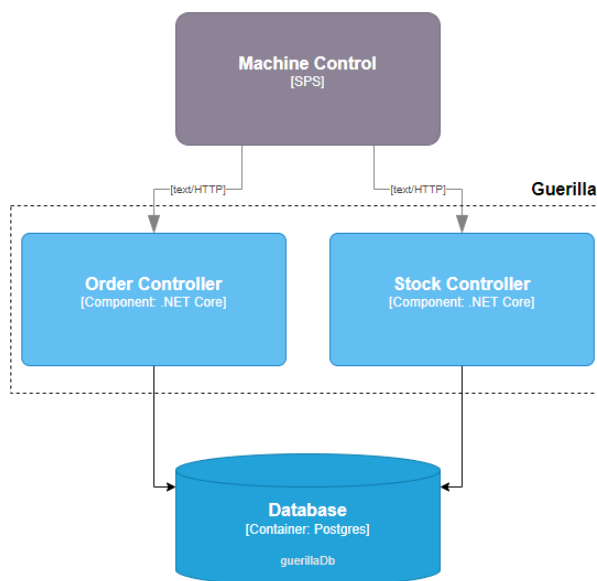 Machine Control
[SPS]
[text/HTTP]
[text/HTTP]
Guerilla
Order Controller
[Component: .NET Core]
Stock Controller
[Component: .NET Core]
Database
[Container: Postgres]
guerillaDb